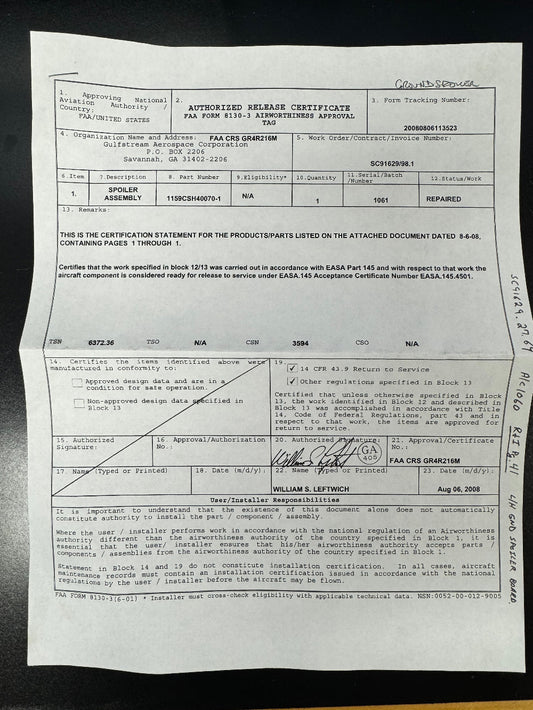 GROUND SPOILER
1. Approving National
Aviation Authority /
Country:
FAA/UNITED STATES
2.
AUTHORIZED RELEASE CERTIFICATE
FAA FORM 8130-3 AIRWORTHINESS APPROVAL
TAG
3. Form Tracking Number:
20080806113523
4. Organization Name and Address: FAA CRS GR4R216M
Gulfstream Aerospace Corporation
P.O. BOX 2206
Savannah, GA 31402-2206
5. Work Order/Contract/Invoice Number:
SC91629/98.1
6.Item 7.Description 8. Part Number 9.Eligibility* 10.Quantity 11.Serial/Batch /Number 12.Status/Work
1. SPOILER ASSEMBLY 1159CSH40070-1 N/A 1 1061 REPAIRED
13. Remarks:
THIS IS THE CERTIFICATION STATEMENT FOR THE PRODUCTS/PARTS LISTED ON THE ATTACHED DOCUMENT DATED 8-6-08,
CONTAINING PAGES 1 THROUGH 1.
Certifies that the work specified in block 12/13 was carried out in accordance with EASA Part 145 and with respect to that work the
aircraft component is considered ready for release to service under EASA.145 Acceptance Certificate Number EASA.145.4501.
TSN 6372.36 TSO N/A CSN 3594 CSO N/A
14. Certifies the items identified above were
manufactured in conformity to:
Approved design data and are in a
condition for safe operation.
Non-approved design data specified in
Block 13
19.
14 CFR 43.9 Return to Service
Other regulations specified in Block 13
Certified that unless otherwise specified in Block
13, the work identified in Block 12 and described in
Block 13 was accomplished in accordance with Title
14, Code of Federal Regulations, part 43 and in
respect to that work, the items are approved for
return to service.
15. Authorized
Signature:
16. Approval/Authorization
No.:
20. Authorized Signature:
GA
405
21. Approval/Certificate
No.:
FAA CRS GR4R216M
17. Name (Typed or Printed)
18. Date (m/d/y):
22. Name (Typed or Printed)
WILLIAM S. LEFTWICH
23. Date (m/d/y):
Aug 06, 2008
User/Installer Responsibilities
It is important to understand that the existence of this document alone does not automatically
constitute authority to install the part / component / assembly.
Where the user / installer performs work in accordance with the national regulation of an Airworthiness
authority different than the airworthiness authority of the country specified in Block 1, it is
essential that the user/ installer ensures that his/her airworthiness authority accepts parts /
components / assemblies from the airworthiness authority of the country specified in Block 1.
Statement in Block 14 and 19 do not constitute installation certification. In all cases, aircraft
maintenance records must contain an installation certification issued in accordance with the national
regulations by the user / installer before the aircraft may be flown.
FAA FORM 8130-3(6-01) * Installer must cross-check eligibility with applicable technical data. NSN:0052-00-012-9005
SC91629.27.69 A/C 1060 R&I Pg. 41 L/H GND SPOILER BOARD